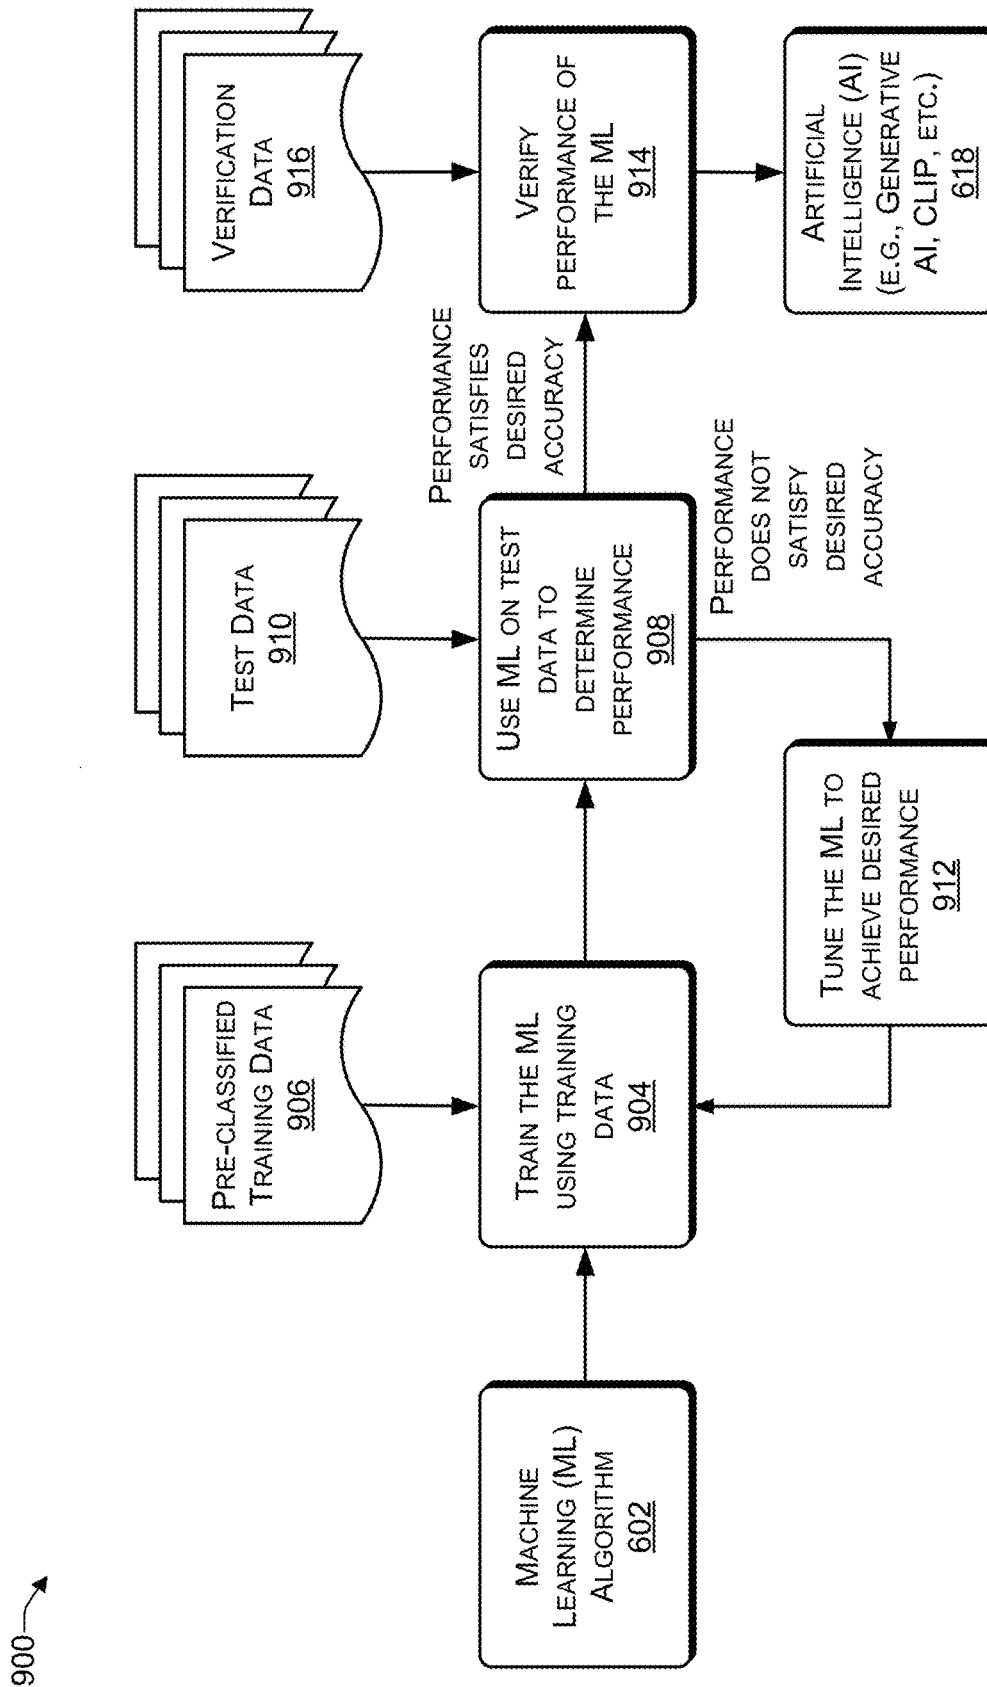 900
PRE-CLASSIFIED
TRAINING DATA
906
TEST DATA
910
VERIFICATION
DATA
916
MACHINE
LEARNING (ML)
ALGORITHM
602
TRAIN THE ML
USING TRAINING
DATA
904
USE ML ON TEST
DATA TO
DETERMINE
PERFORMANCE
908
PERFORMANCE
SATISFIES
DESIRED
ACCURACY
VERIFY
PERFORMANCE OF
THE ML
914
PERFORMANCE
DOES NOT
SATISFY
DESIRED
ACCURACY
TUNE THE ML TO
ACHIEVE DESIRED
PERFORMANCE
912
ARTIFICIAL
INTELLIGENCE (AI)
(E.G., GENERATIVE
AI, CLIP, ETC.)
618